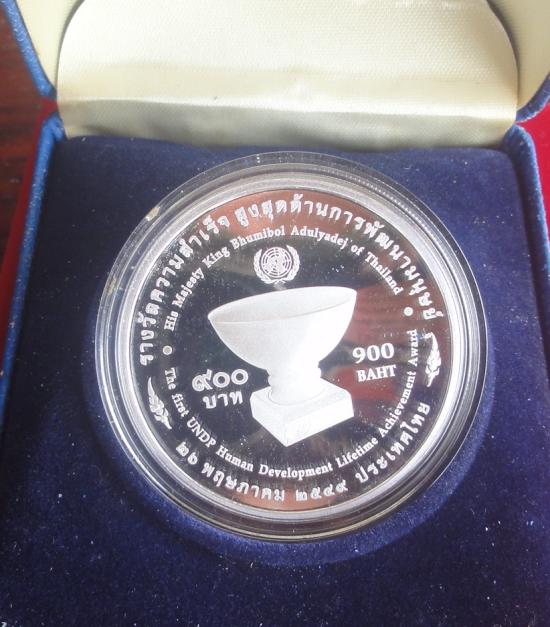 รางวัลความสำเร็จ สูงสุดด้านการพัฒนามนุษย์
His Majesty King Bhumibol Adulyadej of Thailand
๙๐๐
บาท
900
BAHT
The first UNDP Human Development Lifetime Achievement Award
๒๖ พฤษภาคม ๒๕๔๙ ประเทศไทย